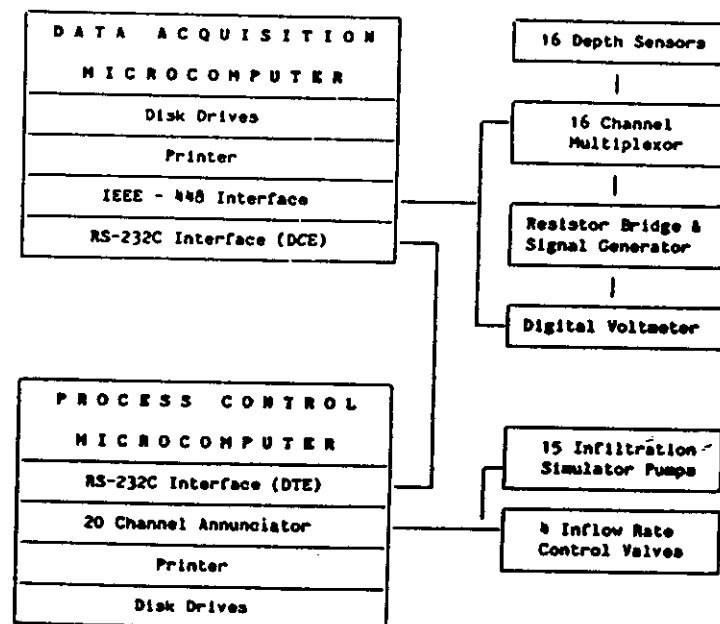 DATA ACQUISITION
MICROCOMPUTER
Disk Drives
Printer
IEEE - 448 Interface
RS-232C Interface (DCE)
16 Depth Sensors
16 Channel
Multiplexor
Resistor Bridge &
Signal Generator
Digital Voltmeter
PROCESS CONTROL
MICROCOMPUTER
RS-232C Interface (DTE)
20 Channel Annunciator
Printer
Disk Drives
15 Infiltration
Simulator Pumps
4 Inflow Rate
Control Valves